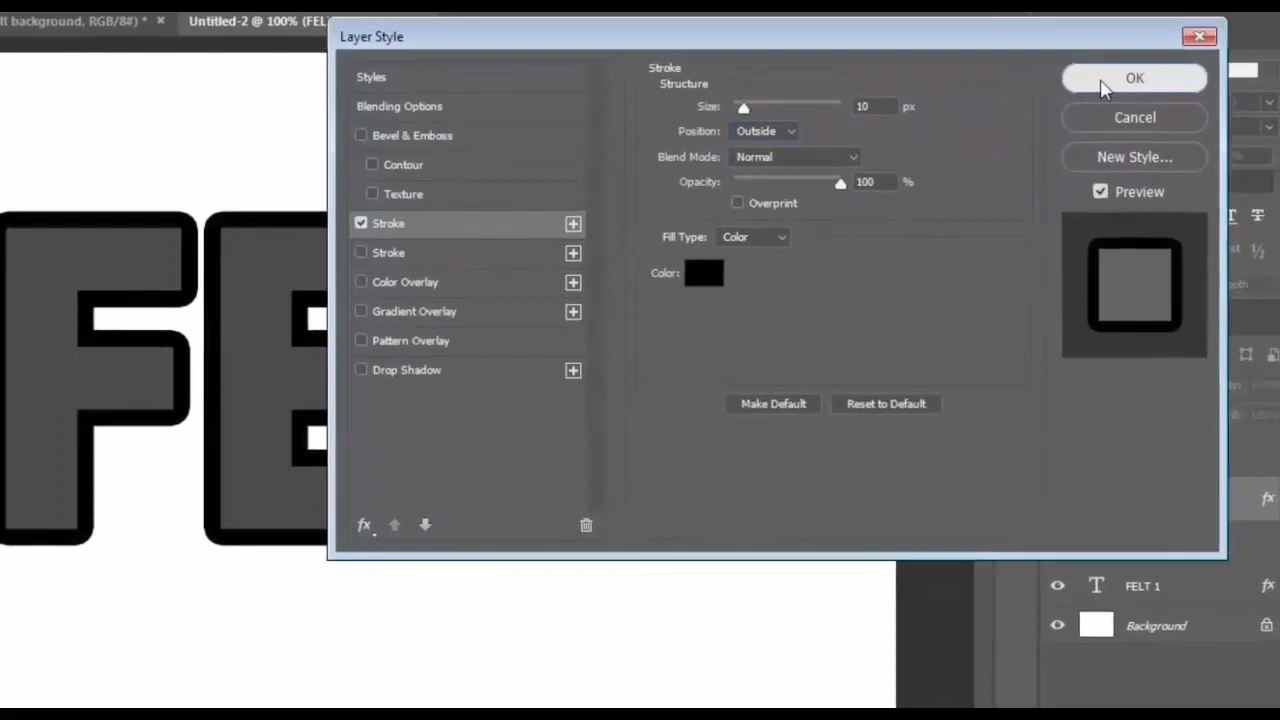 lt background, RGB/8#) * × Untitled-2 @ 100% (FEL
Layer Style
Styles
Blending Options
Bevel & Emboss
Contour
Texture
Stroke
Stroke
Color Overlay
Gradient Overlay
Pattern Overlay
Drop Shadow
fx
Stroke
Structure
Size: 10 px
Position: Outside
Blend Mode: Normal
Opacity: 100 %
Overprint
Fill Type: Color
Color:
Make Default Reset to Default
OK
Cancel
New Style...
Preview
FE
fx
T FELT 1 fx
Background